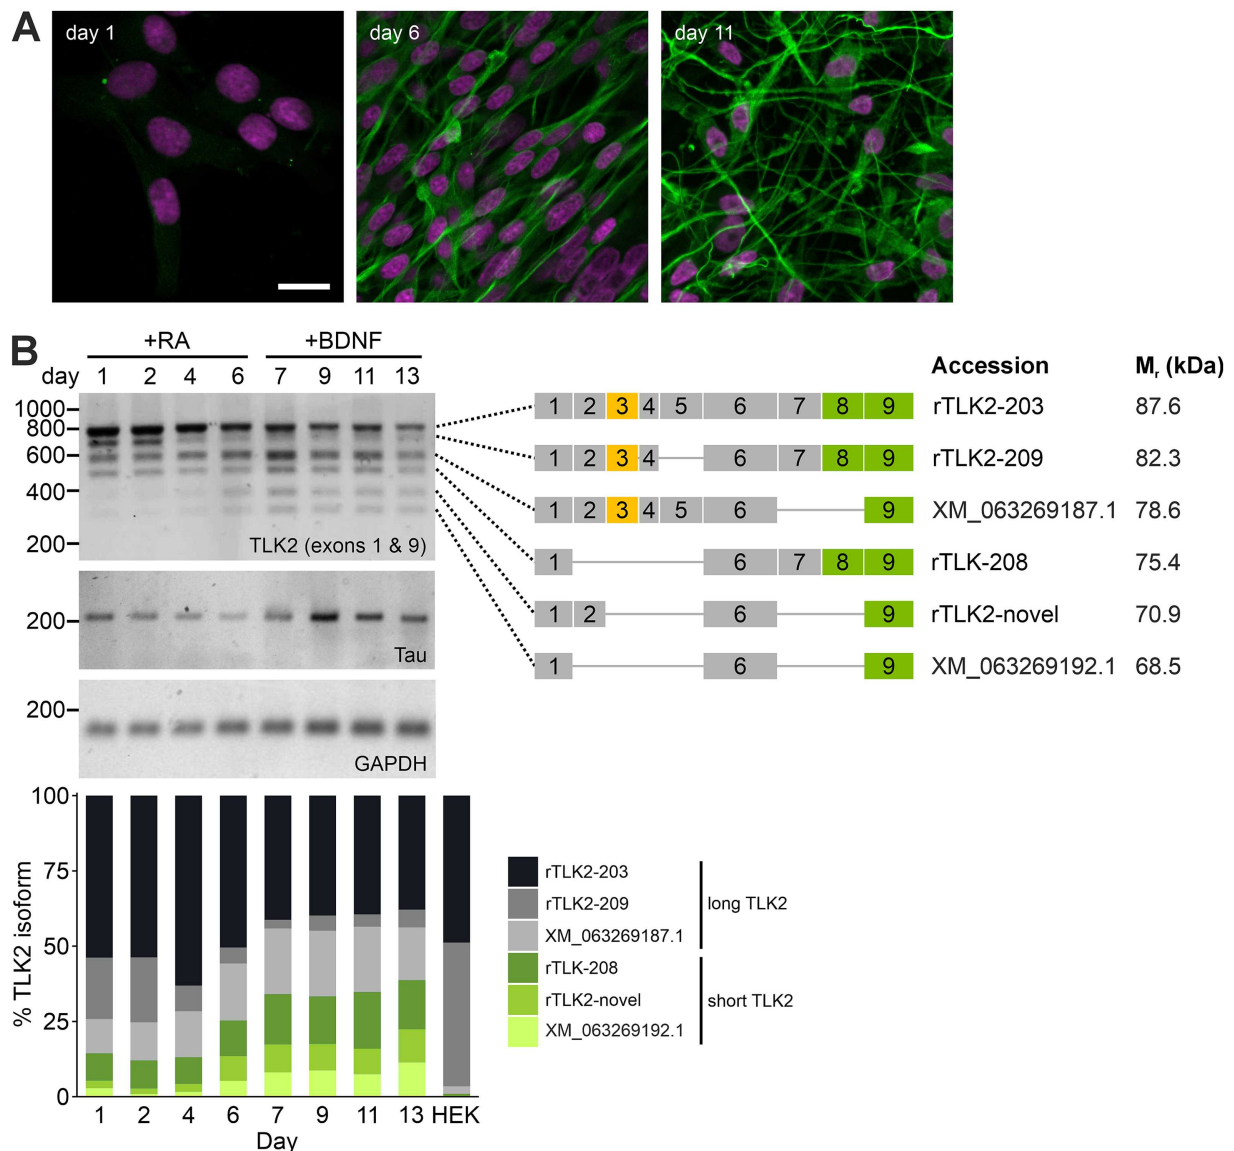 A
day 1
day 6
day 11
B
+RA
+BDNF
day 1 2 4 6 7 9 11 13
1000
800
600
400
200
TLK2 (exons 1 & 9)
200
Tau
200
GAPDH
Accession Mr (kDa)
1 2 3 4 5 6 7 8 9 rTLK2-203 87.6
1 2 3 4 6 7 8 9 rTLK2-209 82.3
1 2 3 4 5 6 9 XM_063269187.1 78.6
1 6 7 8 9 rTLK-208 75.4
1 2 6 9 rTLK2-novel 70.9
1 6 9 XM_063269192.1 68.5
% TLK2 isoform
100
75
50
25
0
1 2 4 6 7 9 11 13 HEK
Day
rTLK2-203
rTLK2-209
XM_063269187.1
long TLK2
rTLK-208
rTLK2-novel
XM_063269192.1
short TLK2